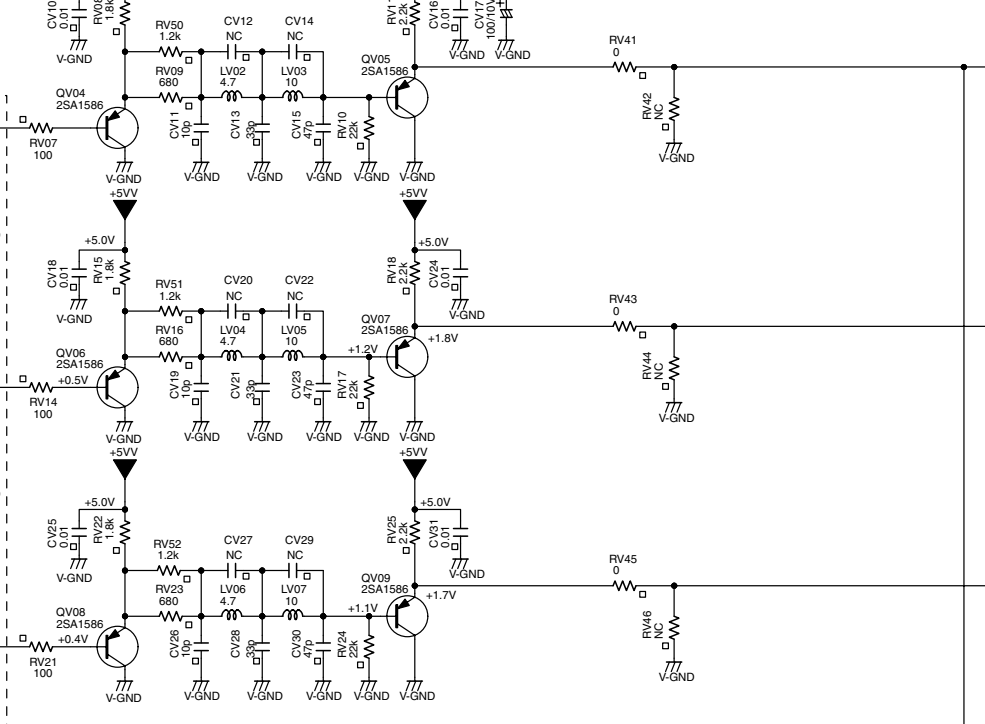 CV10
0.01
RV08
1.8k
V-GND
RV50
1.2k
CV12
NC
CV14
NC
RV11
2.2k
CV16
0.01
CV17
100/10V
V-GND
V-GND
RV41
0
QV05
2SA1586
RV09
680
LV02
4.7
LV03
10
QV04
2SA1586
RV07
100
CV11
10p
CV13
33p
CV15
47p
RV10
22k
RV42
NC
V-GND
V-GND
V-GND
V-GND
V-GND
V-GND
V-GND
+5VV
+5VV
+5.0V
+5.0V
CV18
0.01
RV15
1.8k
V-GND
RV51
1.2k
CV20
NC
CV22
NC
RV18
2.2k
CV24
0.01
V-GND
RV43
0
QV07
2SA1586
+1.8V
RV16
680
LV04
4.7
LV05
10
+1.2V
QV06
2SA1586
+0.5V
RV14
100
CV19
10p
CV21
33p
CV23
47p
RV17
22k
RV44
NC
V-GND
V-GND
V-GND
V-GND
V-GND
V-GND
V-GND
+5VV
+5VV
+5.0V
+5.0V
CV25
0.01
RV22
1.8k
V-GND
RV52
1.2k
CV27
NC
CV29
NC
RV25
2.2k
CV31
0.01
V-GND
RV45
0
QV09
2SA1586
+1.7V
RV23
680
LV06
4.7
LV07
10
+1.1V
QV08
2SA1586
+0.4V
RV21
100
CV26
10p
CV28
33p
CV30
47p
RV24
22k
RV46
NC
V-GND
V-GND
V-GND
V-GND
V-GND
V-GND
V-GND